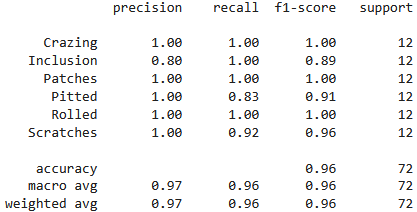 precision recall f1-score support
Crazing 1.00 1.00 1.00 12
Inclusion 0.80 1.00 0.89 12
Patches 1.00 1.00 1.00 12
Pitted 1.00 0.83 0.91 12
Rolled 1.00 1.00 1.00 12
Scratches 1.00 0.92 0.96 12
accuracy 0.96 72
macro avg 0.97 0.96 0.96 72
weighted avg 0.97 0.96 0.96 72